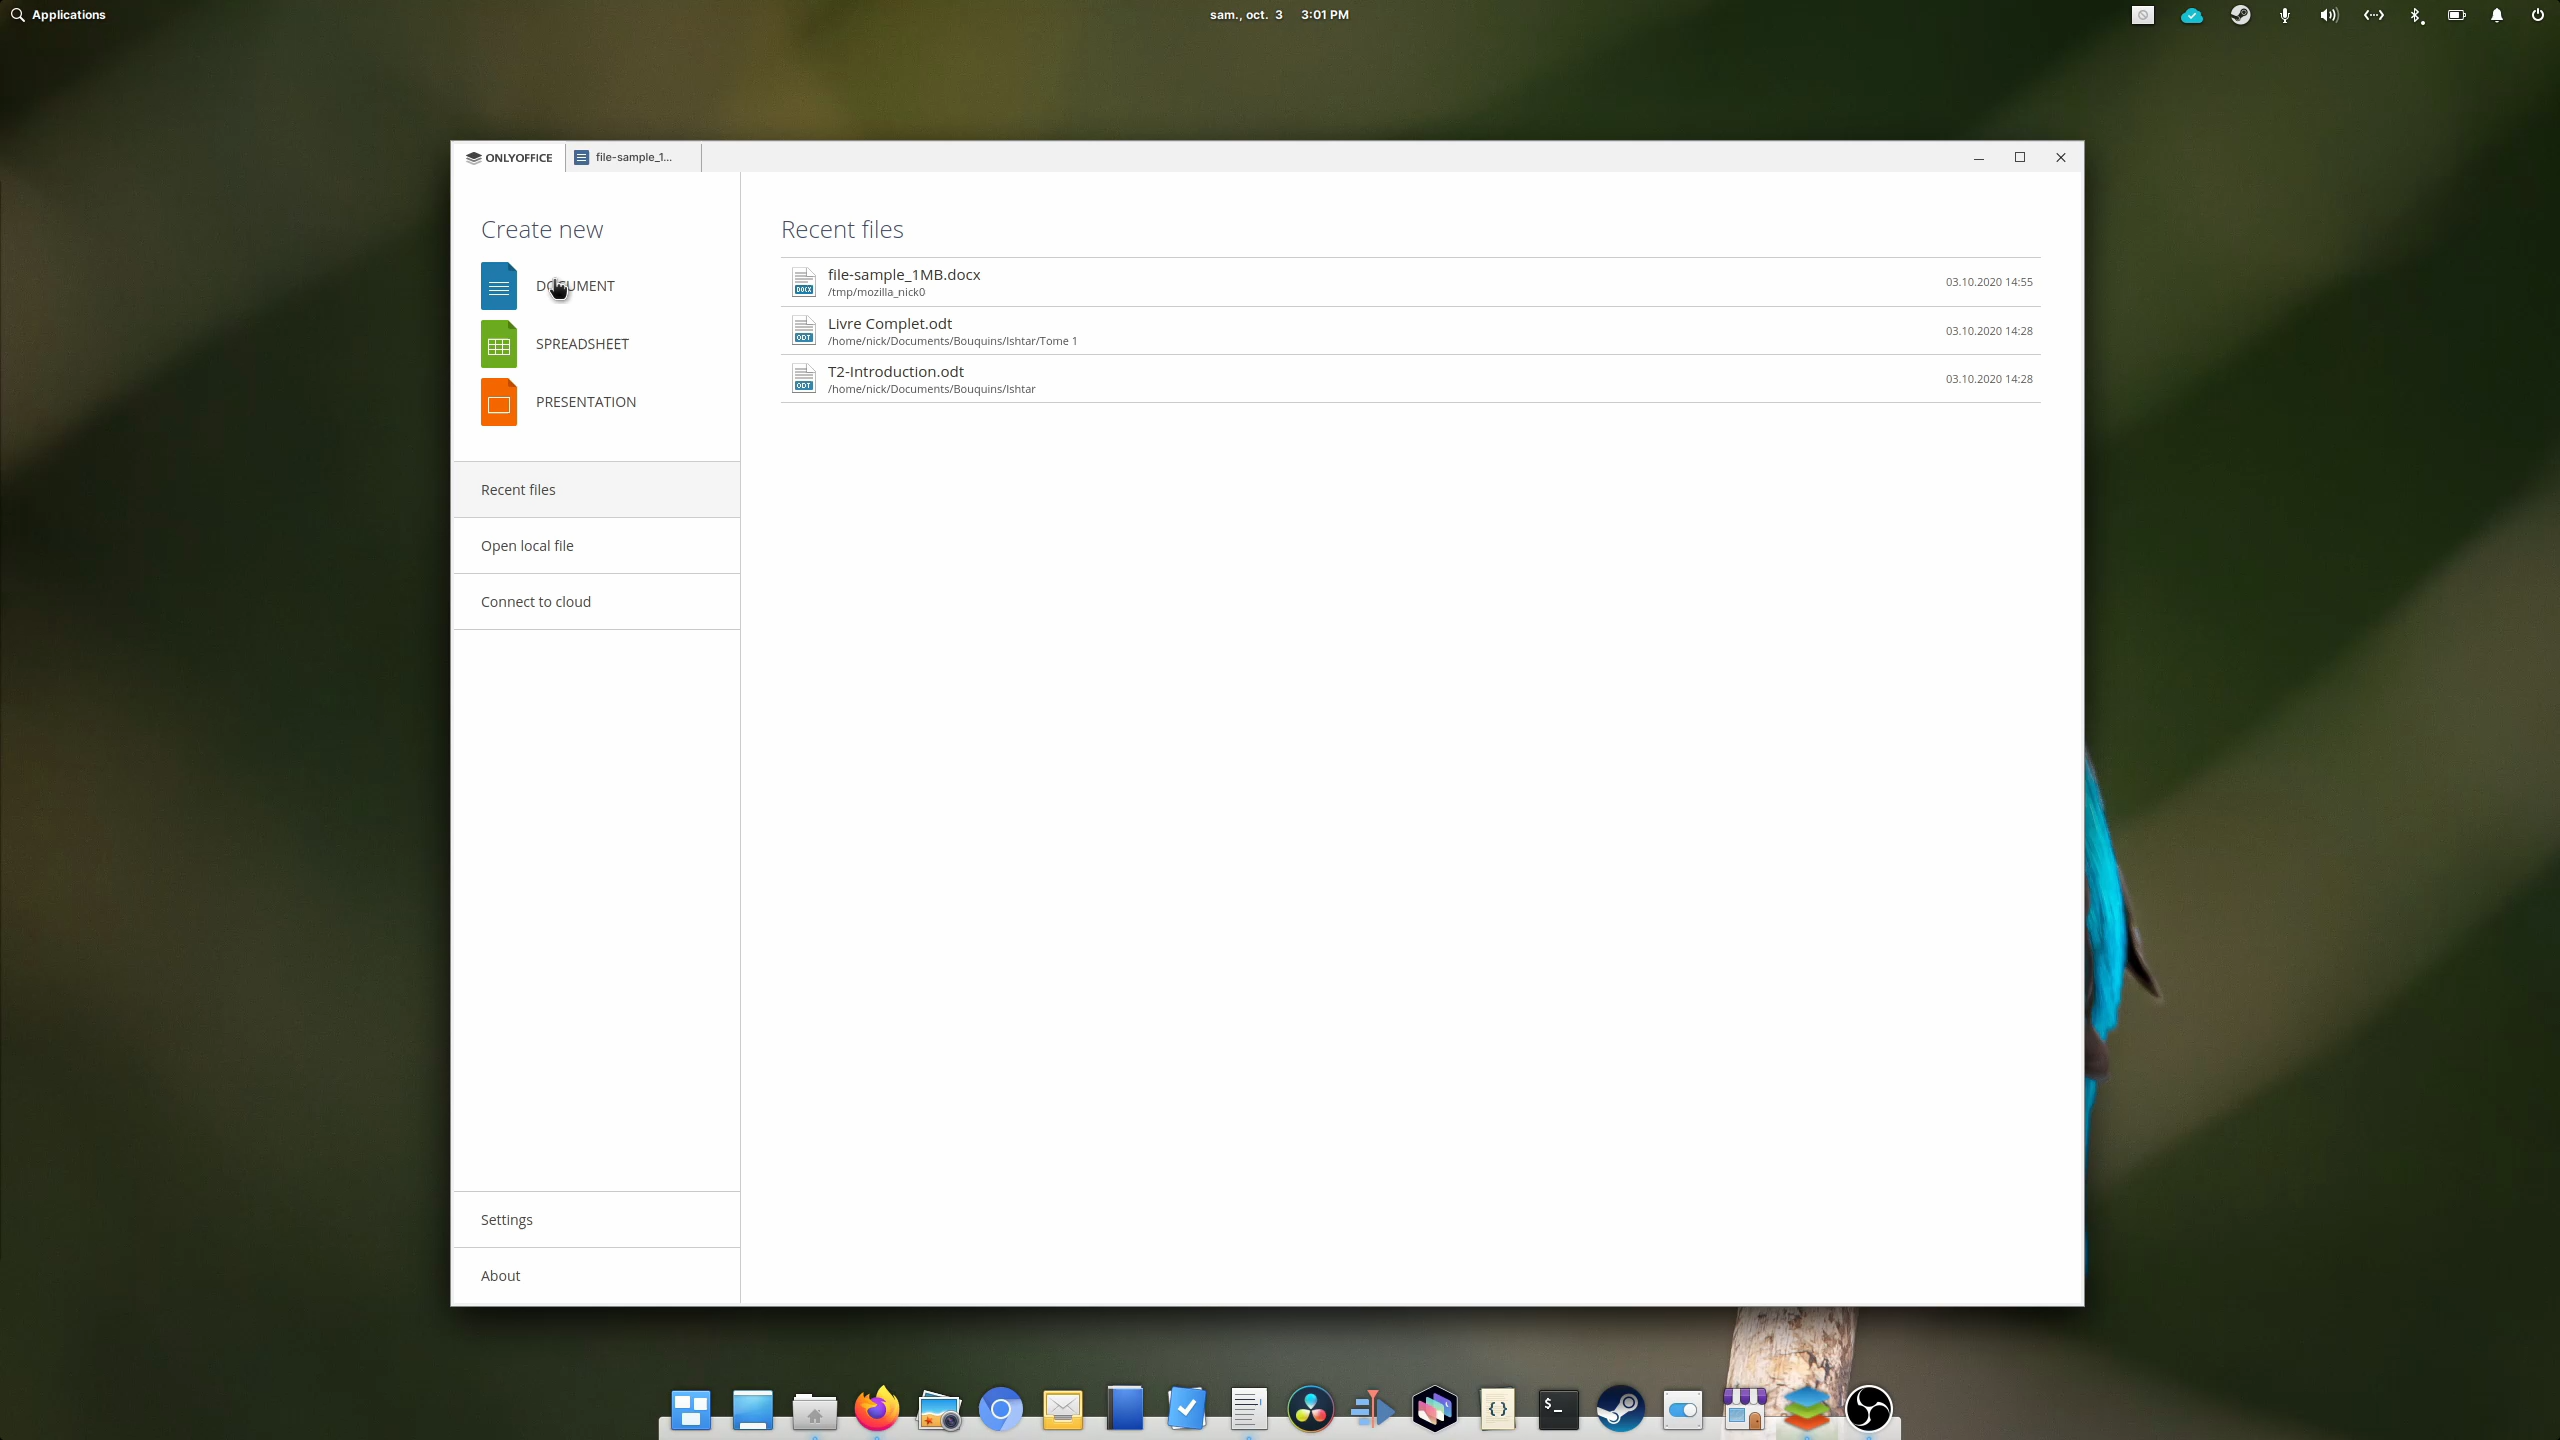 Applications
sam., oct. 3 3:01 PM
ONLYOFFICE
file-sample_1...
Create new
DOCUMENT
SPREADSHEET
PRESENTATION
Recent files
Open local file
Connect to cloud
Settings
About
Recent files
file-sample_1MB.docx
/tmp/mozilla_nick0
03.10.2020 14:55
Livre Complet.odt
/home/nick/Documents/Bouquins/Ishtar/Tome 1
03.10.2020 14:28
T2-Introduction.odt
/home/nick/Documents/Bouquins/Ishtar
03.10.2020 14:28
DOCX
ODT
ODT